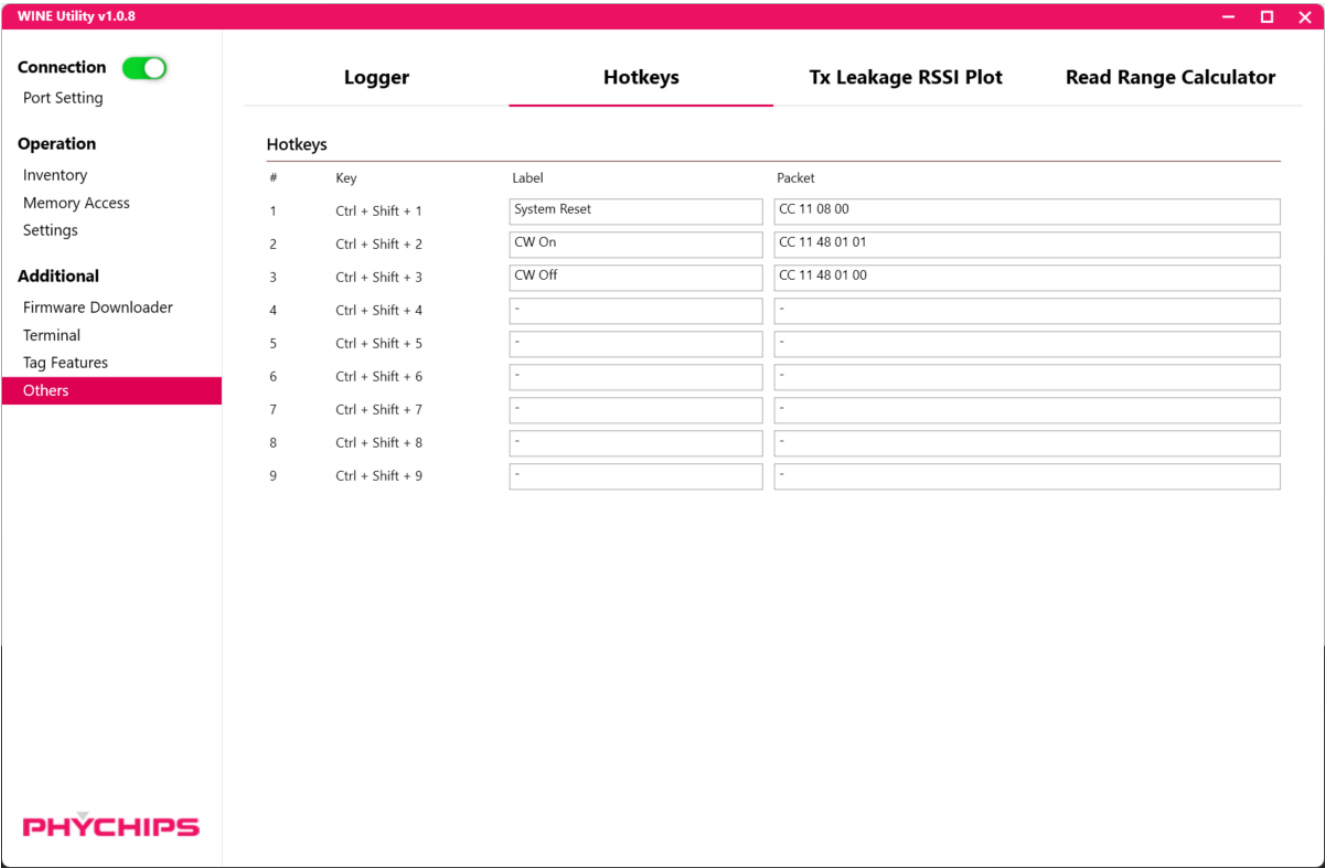 WINE Utility v1.0.8
Connection
Port Setting
Operation
Inventory
Memory Access
Settings
Additional
Firmware Downloader
Terminal
Tag Features
Others
PHYCHIPS
Logger Hotkeys Tx Leakage RSSI Plot Read Range Calculator
Hotkeys
# Key Label Packet
1 Ctrl + Shift + 1 System Reset CC 11 08 00
2 Ctrl + Shift + 2 CW On CC 11 48 01 01
3 Ctrl + Shift + 3 CW Off CC 11 48 01 00
4 Ctrl + Shift + 4 - -
5 Ctrl + Shift + 5 - -
6 Ctrl + Shift + 6 - -
7 Ctrl + Shift + 7 - -
8 Ctrl + Shift + 8 - -
9 Ctrl + Shift + 9 - -